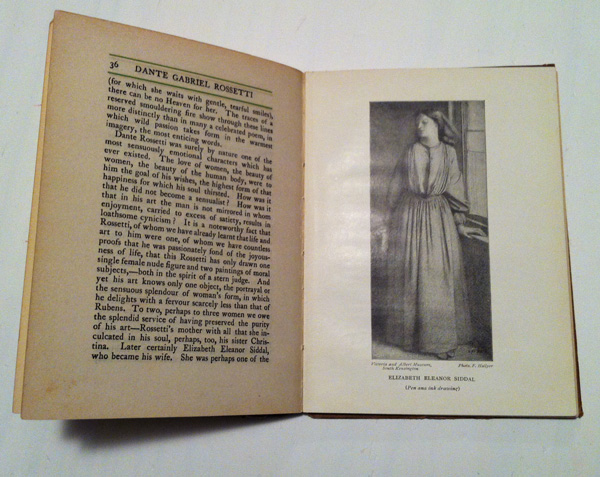 36 DANTE GABRIEL ROSSETTI
(for which she waits with gentle, tearful smiles),
there can be no Heaven for her. The traces of a
reserved smouldering fire show through these lines
more distinctly than in many a celebrated poem, in
which wild passion takes form in the warmest
imagery, the most enticing words.
Dante Rossetti was surely by nature one of the
most sensuously emotional characters which has
ever existed. The love of women, the beauty of
women, the beauty of the human body, were to
him the goal of his wishes, the highest form of that
happiness for which his soul thirsted. How was it
that he did not become a sensualist? How was it
that in his art the man is not mirrored in whom
enjoyment, carried to excess of satiety, results in
loathsome cynicism? It is a noteworthy fact that
Rossetti, of whom we have already learnt that life and
art to him were one, of whom we have countless
proofs that he was passionately fond of the joyous-
ness of life, that this Rossetti has only drawn one
single female nude figure and two paintings of moral
subjects,—both in the spirit of a stern judge. And
yet his art knows only one object, the portrayal of
the sensuous splendour of woman's form, in which
he delights with a fervour scarcely less than that of
Rubens. To two, perhaps to three women we owe
the splendid service of having preserved the purity
of his art—Rossetti's mother with all that she in-
culcated in his soul, perhaps, too, his sister Chris-
tina. Later certainly Elizabeth Eleanor Siddal,
who became his wife. She was perhaps one of the
Victoria and Albert Museum,
South Kensington
Photo, F. Hollyer
ELIZABETH ELEANOR SIDDAL
(Pen and ink drawing)